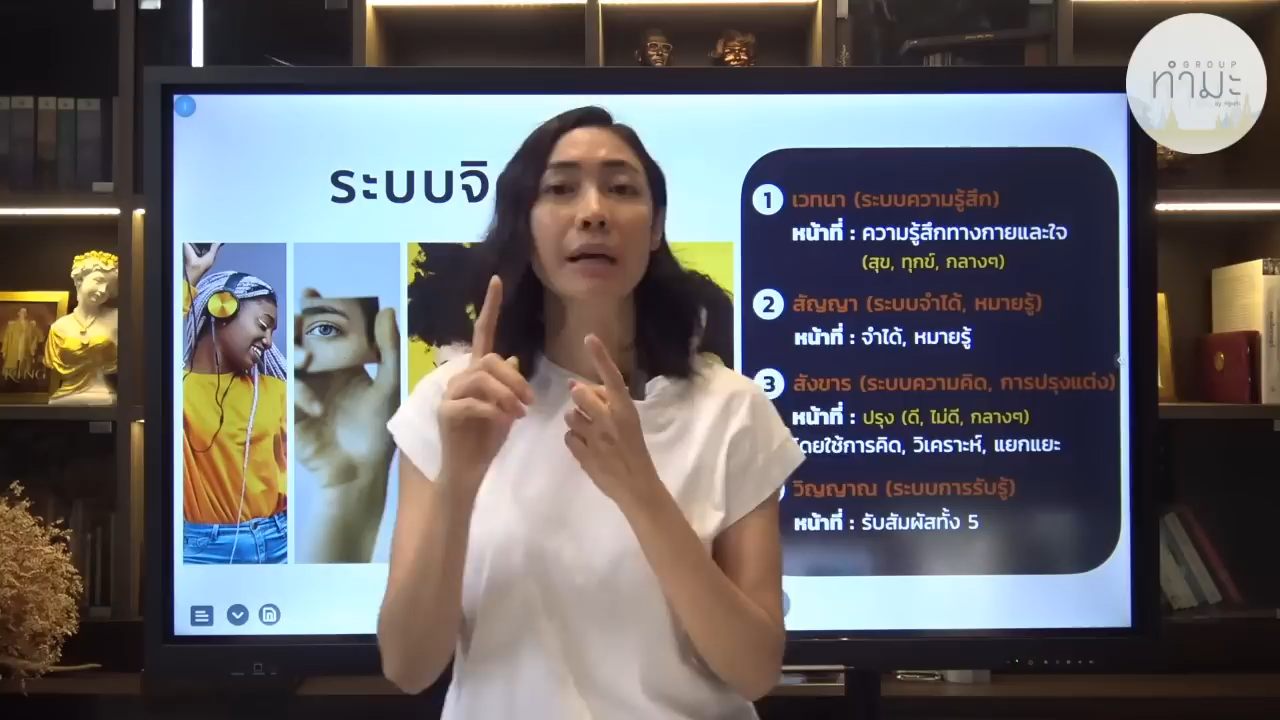 GROUP
ทำมะ
ระบบจิ
1 เวทนา (ระบบความรู้สึก)
หน้าที่ : ความรู้สึกทางกายและใจ
(สุข, ทุกข์, กลางๆ)
2 สัญญา (ระบบจำได้, หมายรู้)
หน้าที่ : จำได้, หมายรู้
3 สังขาร (ระบบความคิด, การปรุงแต่ง)
หน้าที่ : ปรุง (ดี, ไม่ดี, กลางๆ)
โดยใช้การคิด, วิเคราะห์, แยกแยะ
วิญญาณ (ระบบการรับรู้)
หน้าที่ : รับสัมผัสทั้ง 5
KING